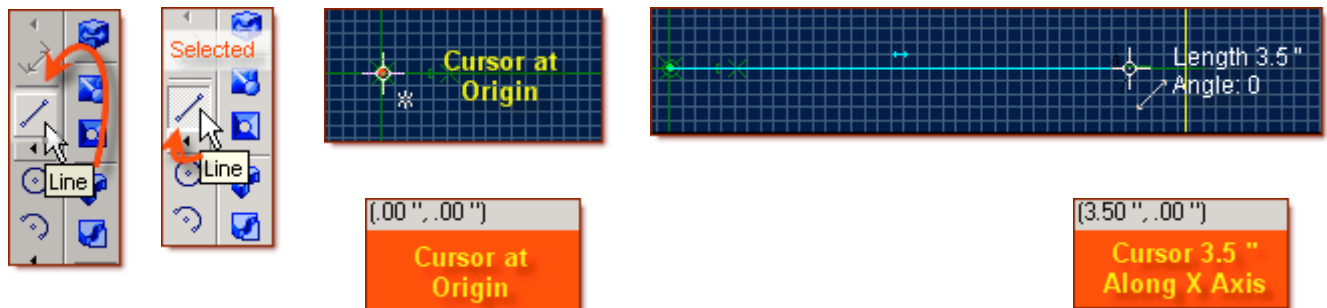 Line
Selected
Line
Cursor at
Origin
Length 3.5 "
Angle: 0
(.00 ", .00 ")
Cursor at
Origin
(3.50 ", .00 ")
Cursor 3.5 "
Along X Axis